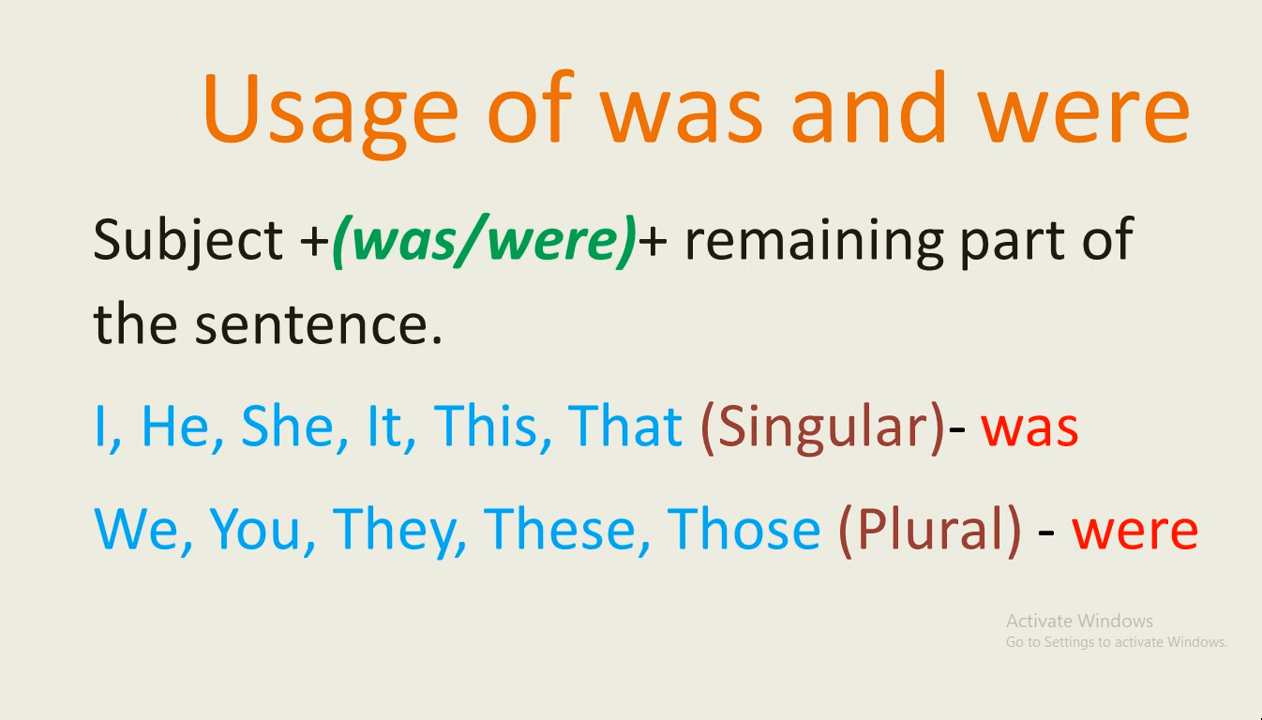 Usage of was and were
Subject +(was/were)+ remaining part of
the sentence.
I, He, She, It, This, That (Singular)- was
We, You, They, These, Those (Plural) - were
Activate Windows
Go to Settings to activate Windows.